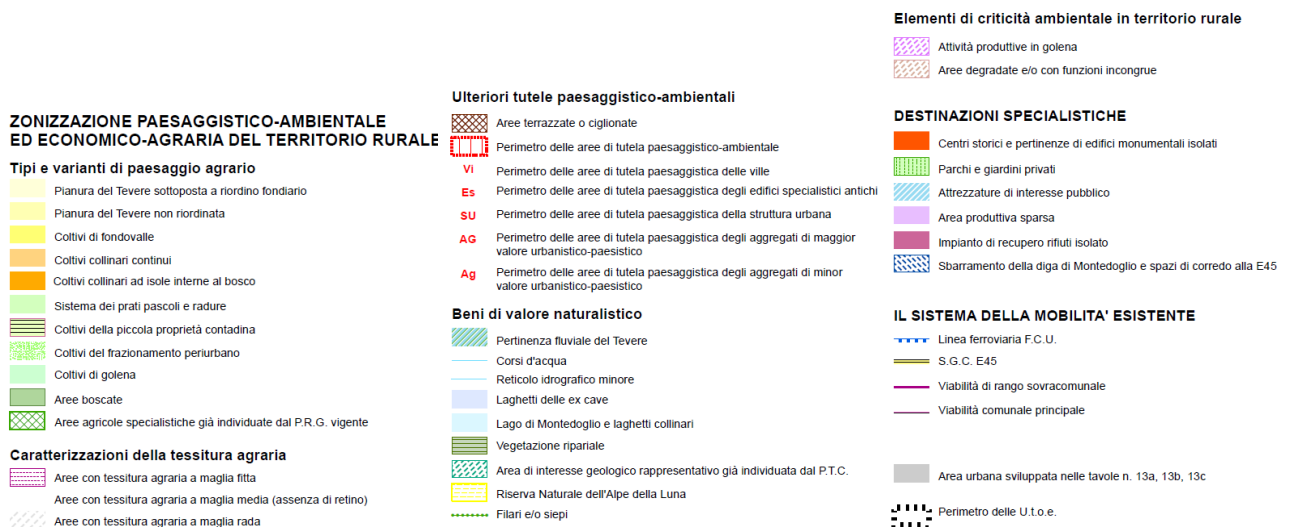 ZONIZZAZIONE PAESAGGISTICO-AMBIENTALE
ED ECONOMICO-AGRARIA DEL TERRITORIO RURALE
Tipi e varianti di paesaggio agrario
Pianura del Tevere sottoposta a riordino fondiario
Pianura del Tevere non riordinata
Coltivi di fondovalle
Coltivi collinari continui
Coltivi collinari ad isole interne al bosco
Sistema dei prati pascoli e radure
Coltivi della piccola proprietà contadina
Coltivi del frazionamento periurbano
Coltivi di golena
Aree boscate
Aree agricole specialistiche già individuate dal P.R.G. vigente
Caratterizzazioni della tessitura agraria
Aree con tessitura agraria a maglia fitta
Aree con tessitura agraria a maglia media (assenza di retino)
Aree con tessitura agraria a maglia rada
Ulteriori tutele paesaggistico-ambientali
Aree terrazzate o ciglionate
Perimetro delle aree di tutela paesaggistico-ambientale
Vi Perimetro delle aree di tutela paesaggistica delle ville
Es Perimetro delle aree di tutela paesaggistica degli edifici specialistici antichi
SU Perimetro delle aree di tutela paesaggistica della struttura urbana
AG Perimetro delle aree di tutela paesaggistica degli aggregati di maggior
valore urbanistico-paesistico
Ag Perimetro delle aree di tutela paesaggistica degli aggregati di minor
valore urbanistico-paesistico
Beni di valore naturalistico
Pertinenza fluviale del Tevere
Corsi d'acqua
Reticolo idrografico minore
Laghetti delle ex cave
Lago di Montedoglio e laghetti collinari
Vegetazione ripariale
Area di interesse geologico rappresentativo già individuata dal P.T.C.
Riserva Naturale dell'Alpe della Luna
Filari e/o siepi
Elementi di criticità ambientale in territorio rurale
Attività produttive in golena
Aree degradate e/o con funzioni incongrue
DESTINAZIONI SPECIALISTICHE
Centri storici e pertinenze di edifici monumentali isolati
Parchi e giardini privati
Attrezzature di interesse pubblico
Area produttiva sparsa
Impianto di recupero rifiuti isolato
Sbarramento della diga di Montedoglio e spazi di corredo alla E45
IL SISTEMA DELLA MOBILITA' ESISTENTE
Linea ferroviaria F.C.U.
S.G.C. E45
Viabilità di rango sovracomunale
Viabilità comunale principale
Area urbana sviluppata nelle tavole n. 13a, 13b, 13c
Perimetro delle U.t.o.e.